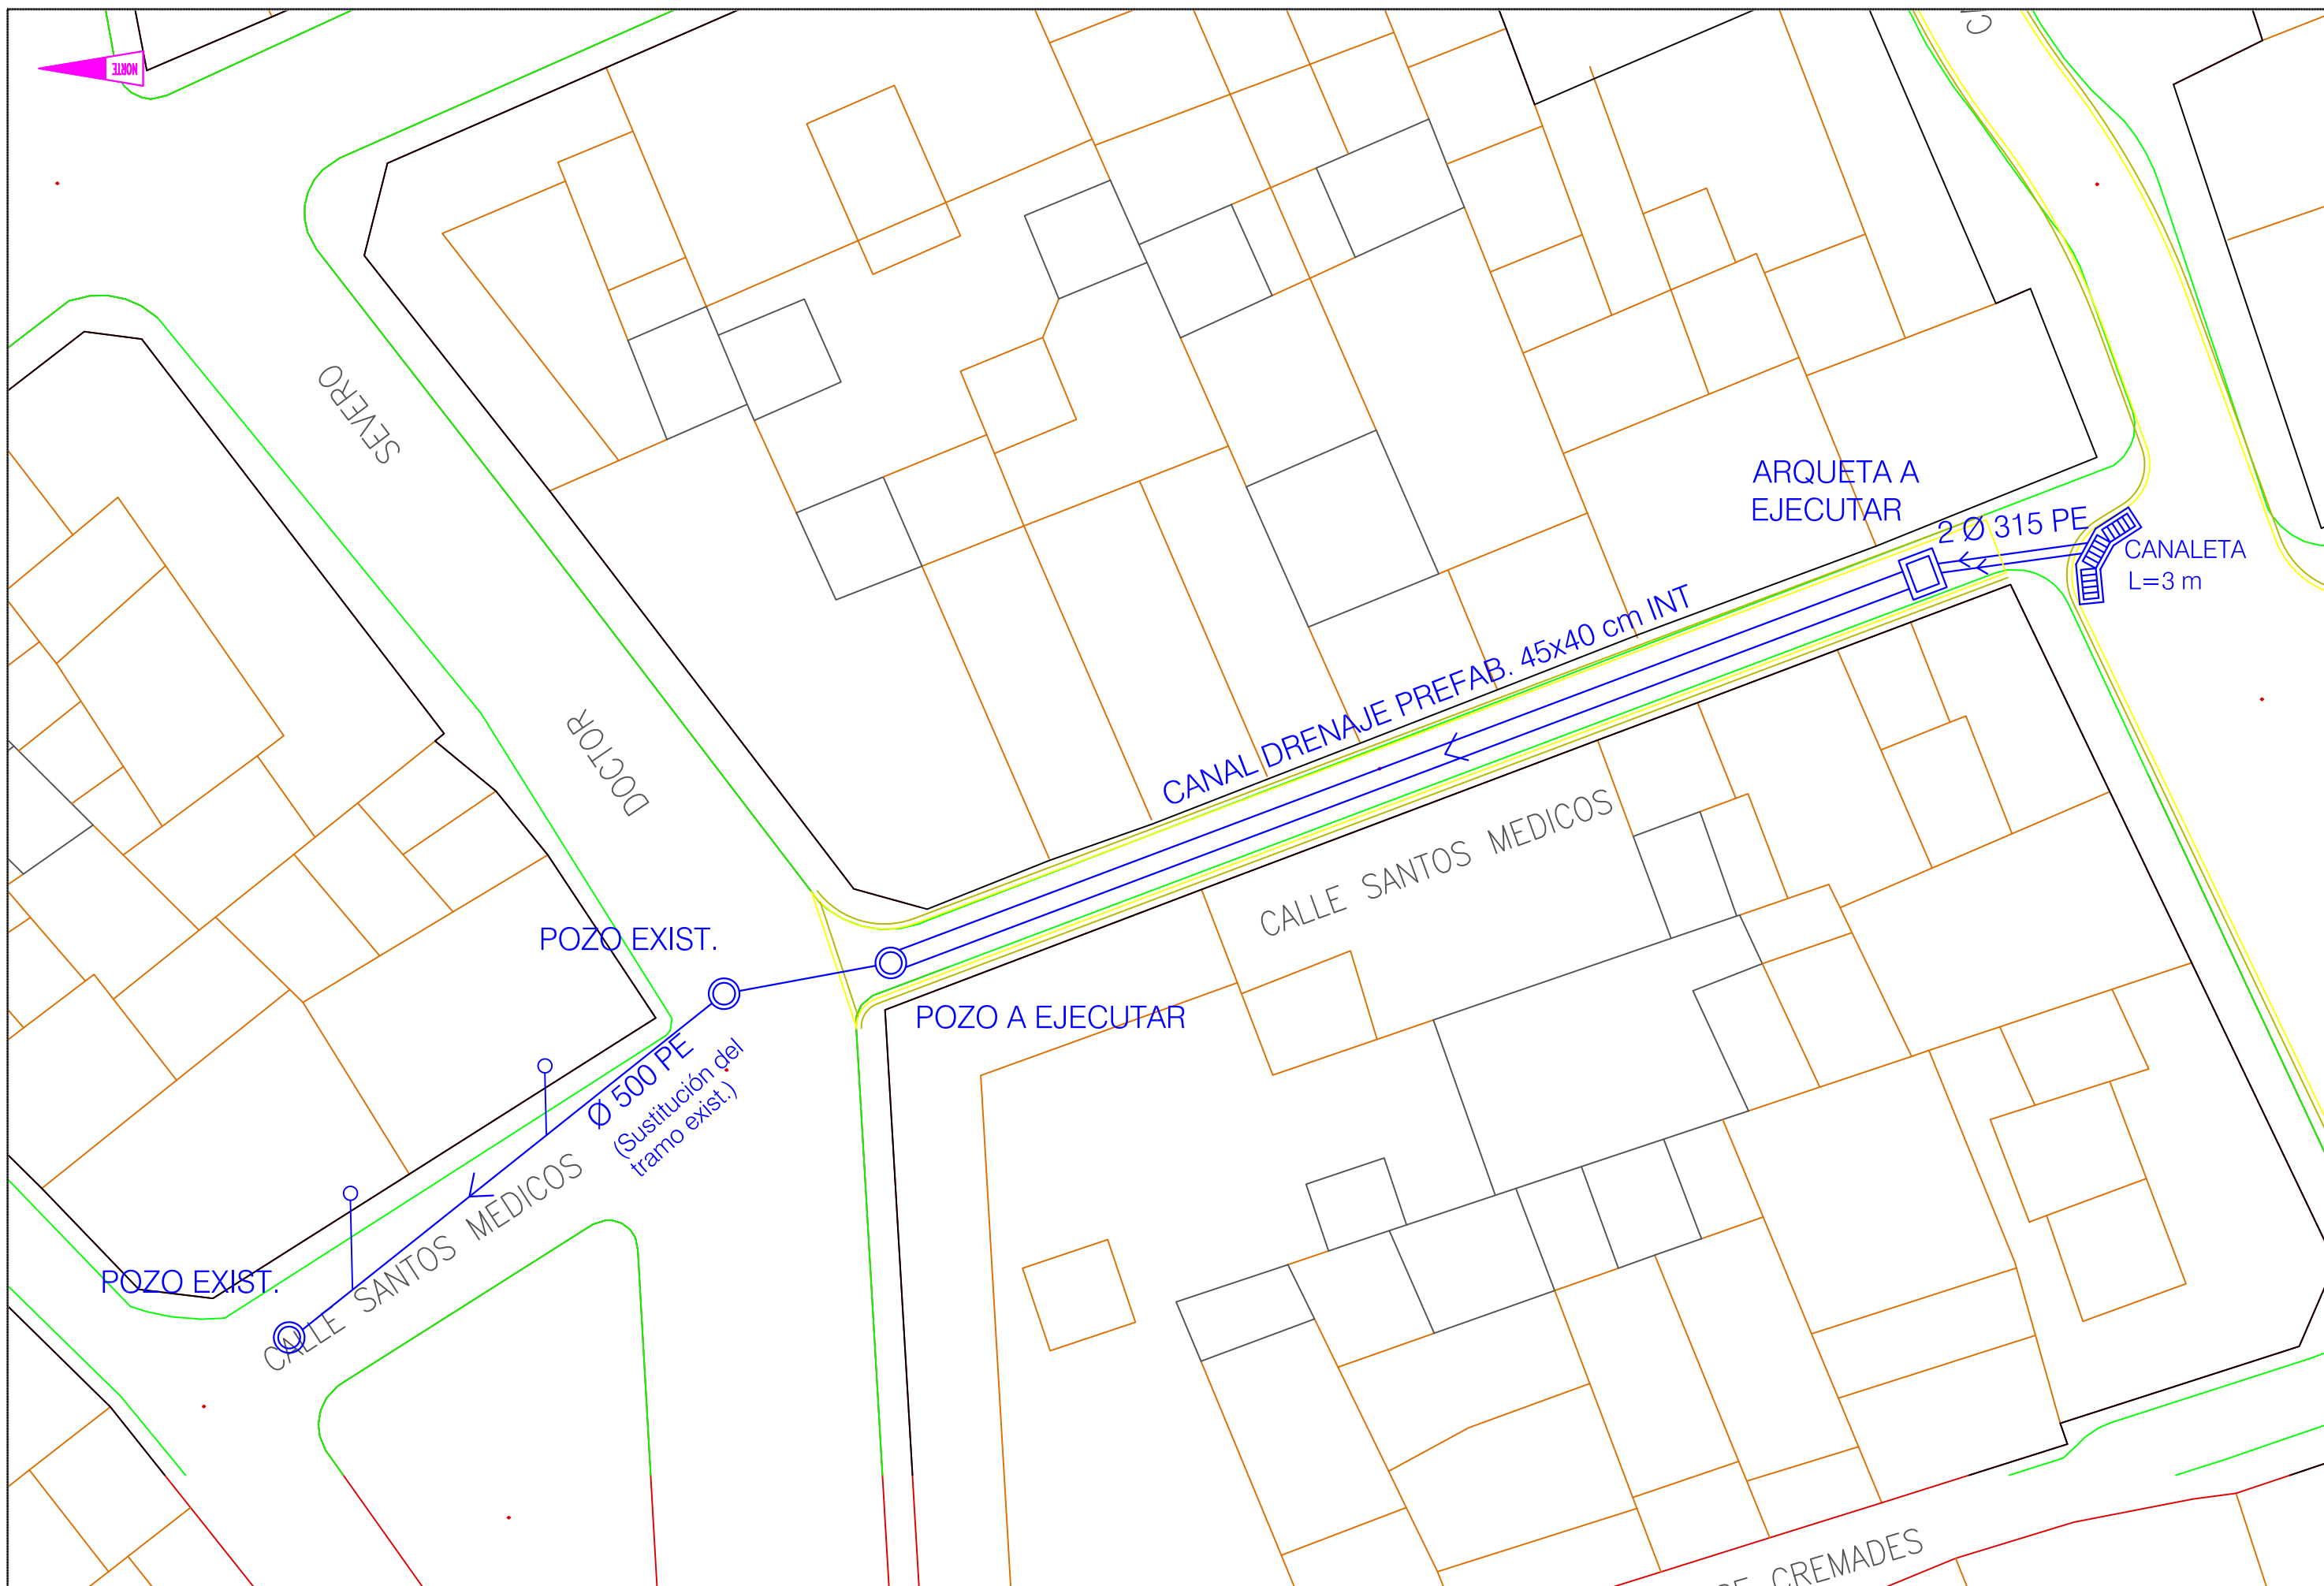 NORTE
SEVERO
DOCTOR
ARQUETA A
EJECUTAR
2 Ø 315 PE
CANALETA
L=3 m
CANAL DRENAJE PREFAB. 45x40 cm INT
CALLE SANTOS MEDICOS
POZO EXIST.
POZO A EJECUTAR
Ø 500 PE
(Sustitución del
tramo exist.)
POZO EXIST.
CALLE SANTOS MEDICOS
CREMADES